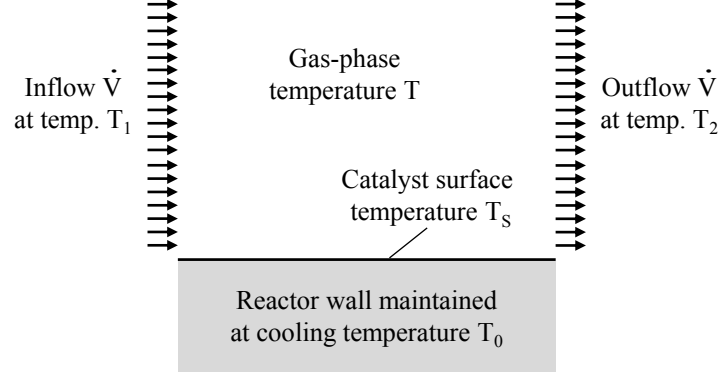 Gas-phase
temperature T
Inflow V̇
at temp. T₁
Outflow V̇
at temp. T₂
Catalyst surface
temperature Tₛ
Reactor wall maintained
at cooling temperature T₀